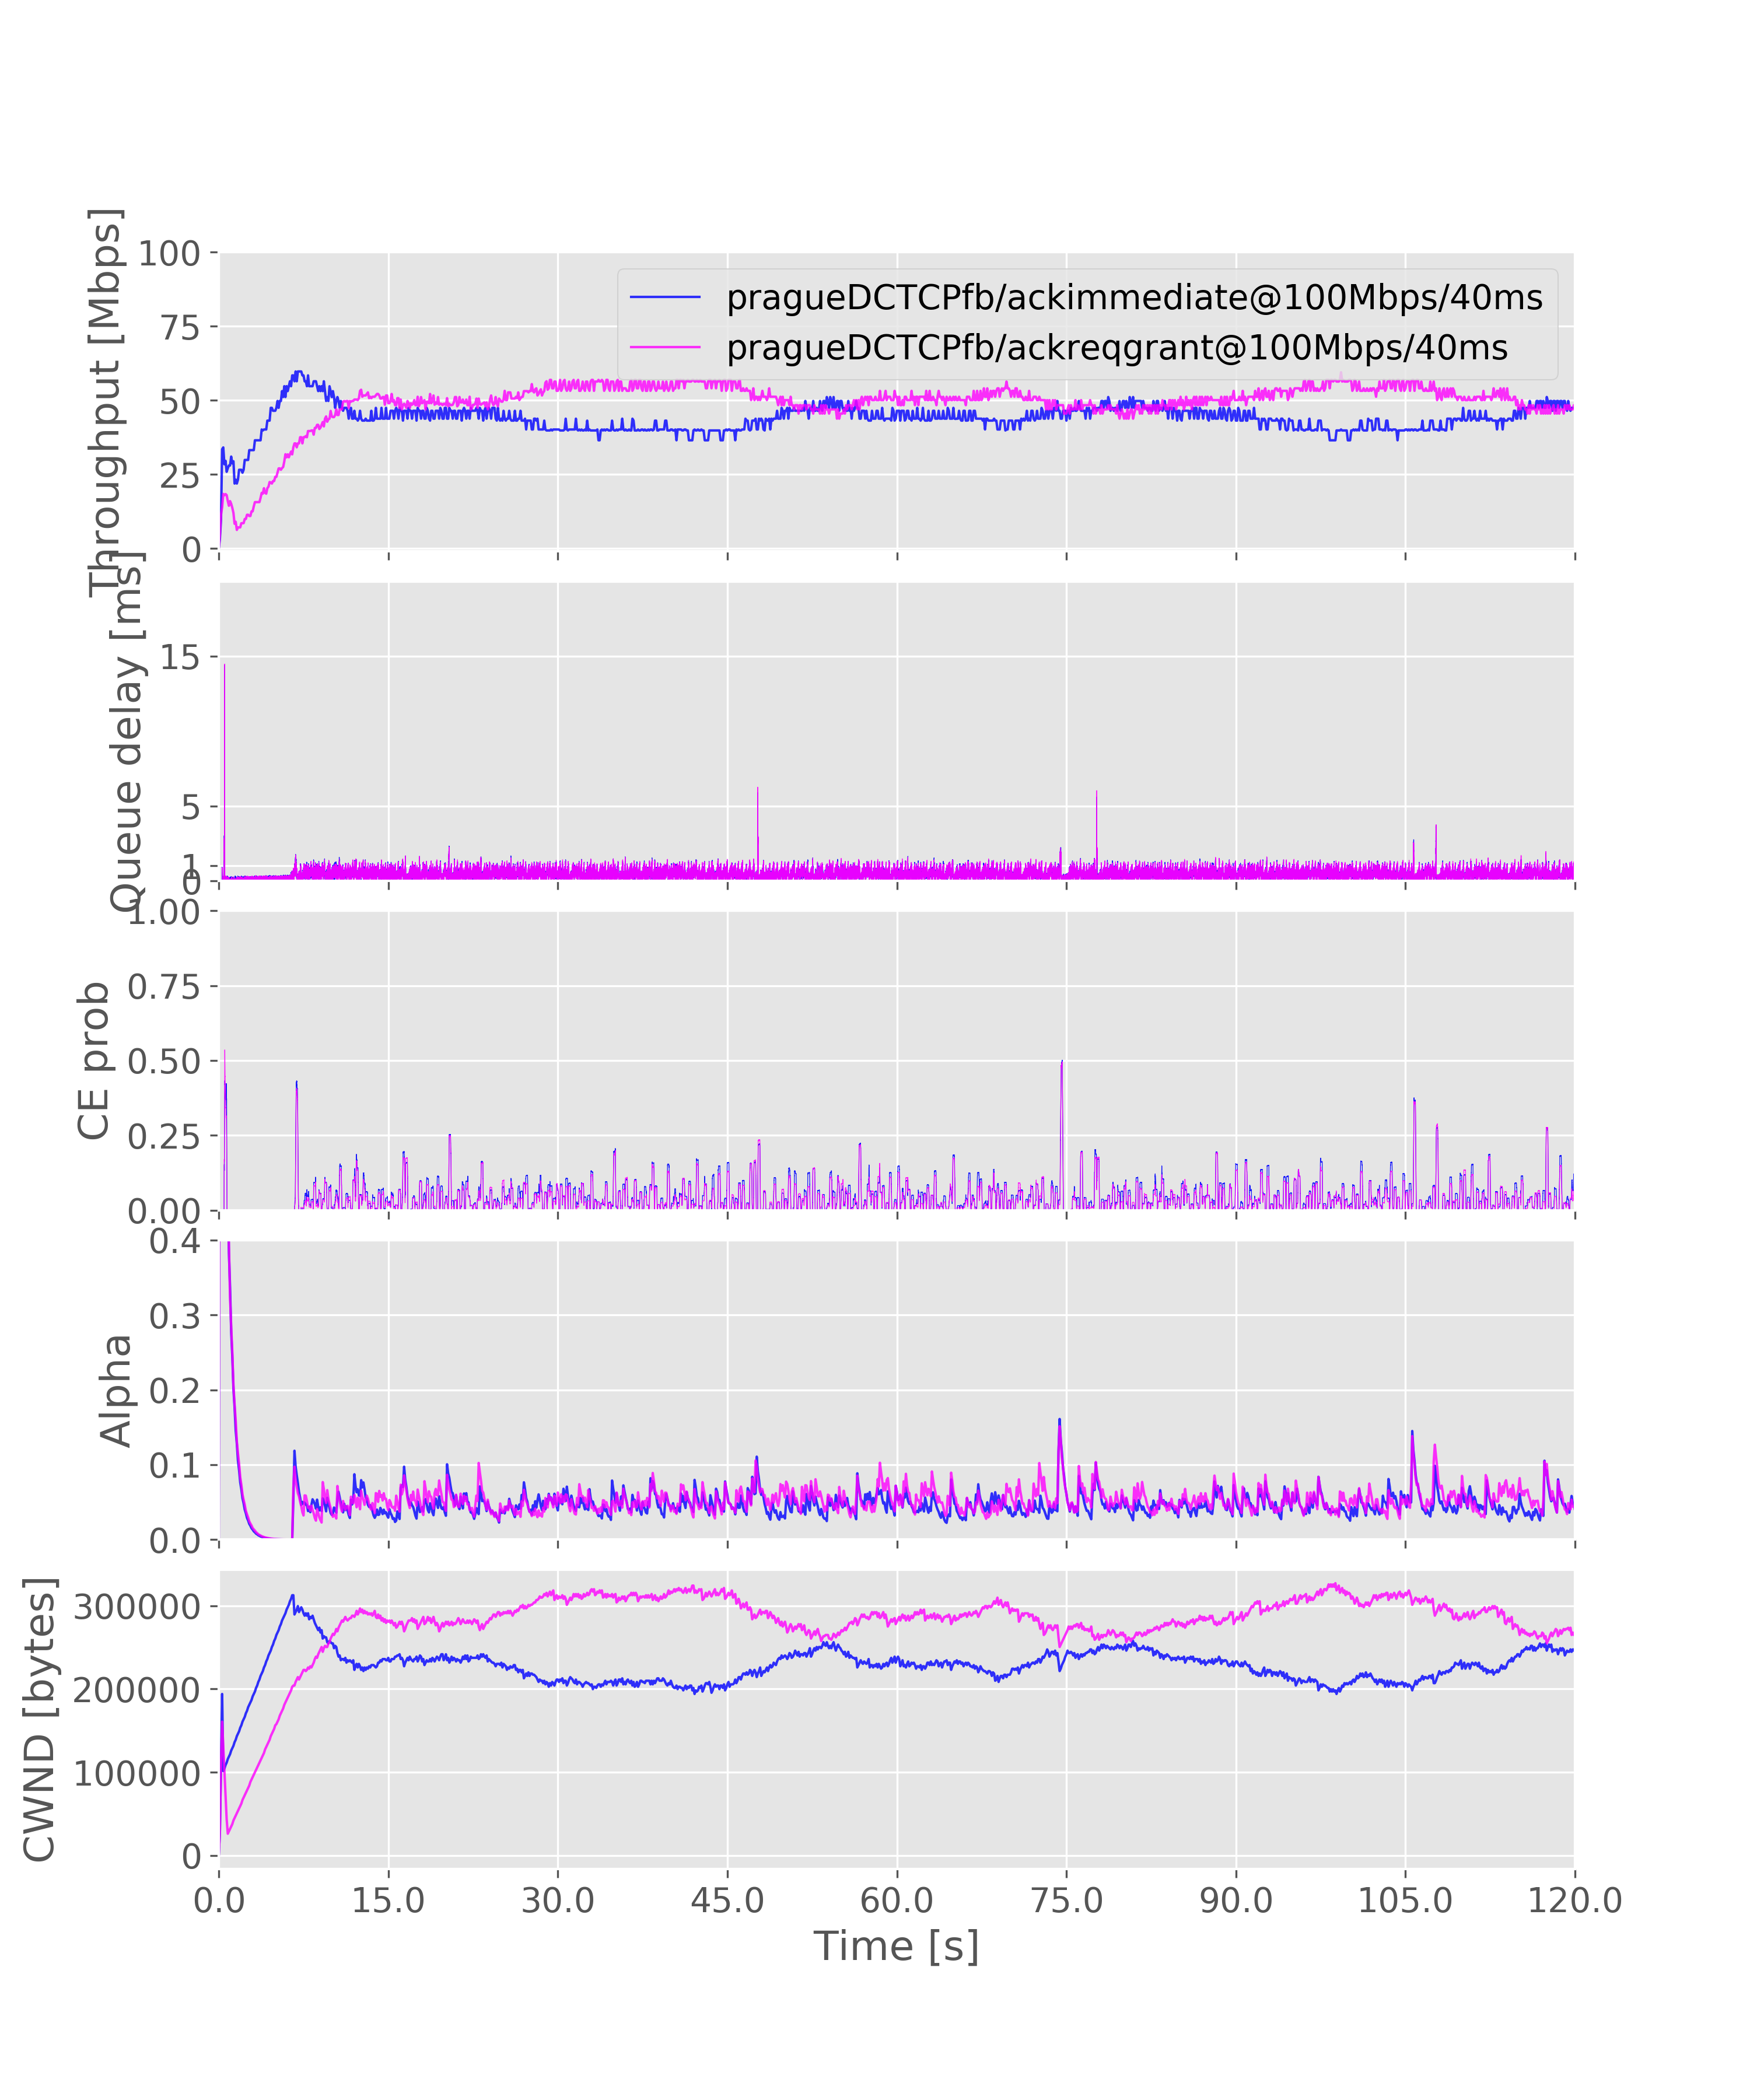 Throughput [Mbps]
100
75
50
25
0
pragueDCTCPfb/ackimmediate@100Mbps/40ms
pragueDCTCPfb/ackreqgrant@100Mbps/40ms
Queue delay [ms]
15
5
1
0
CE prob
1.00
0.75
0.50
0.25
0.00
Alpha
0.4
0.3
0.2
0.1
0.0
CWND [bytes]
300000
200000
100000
0
0.0 15.0 30.0 45.0 60.0 75.0 90.0 105.0 120.0
Time [s]